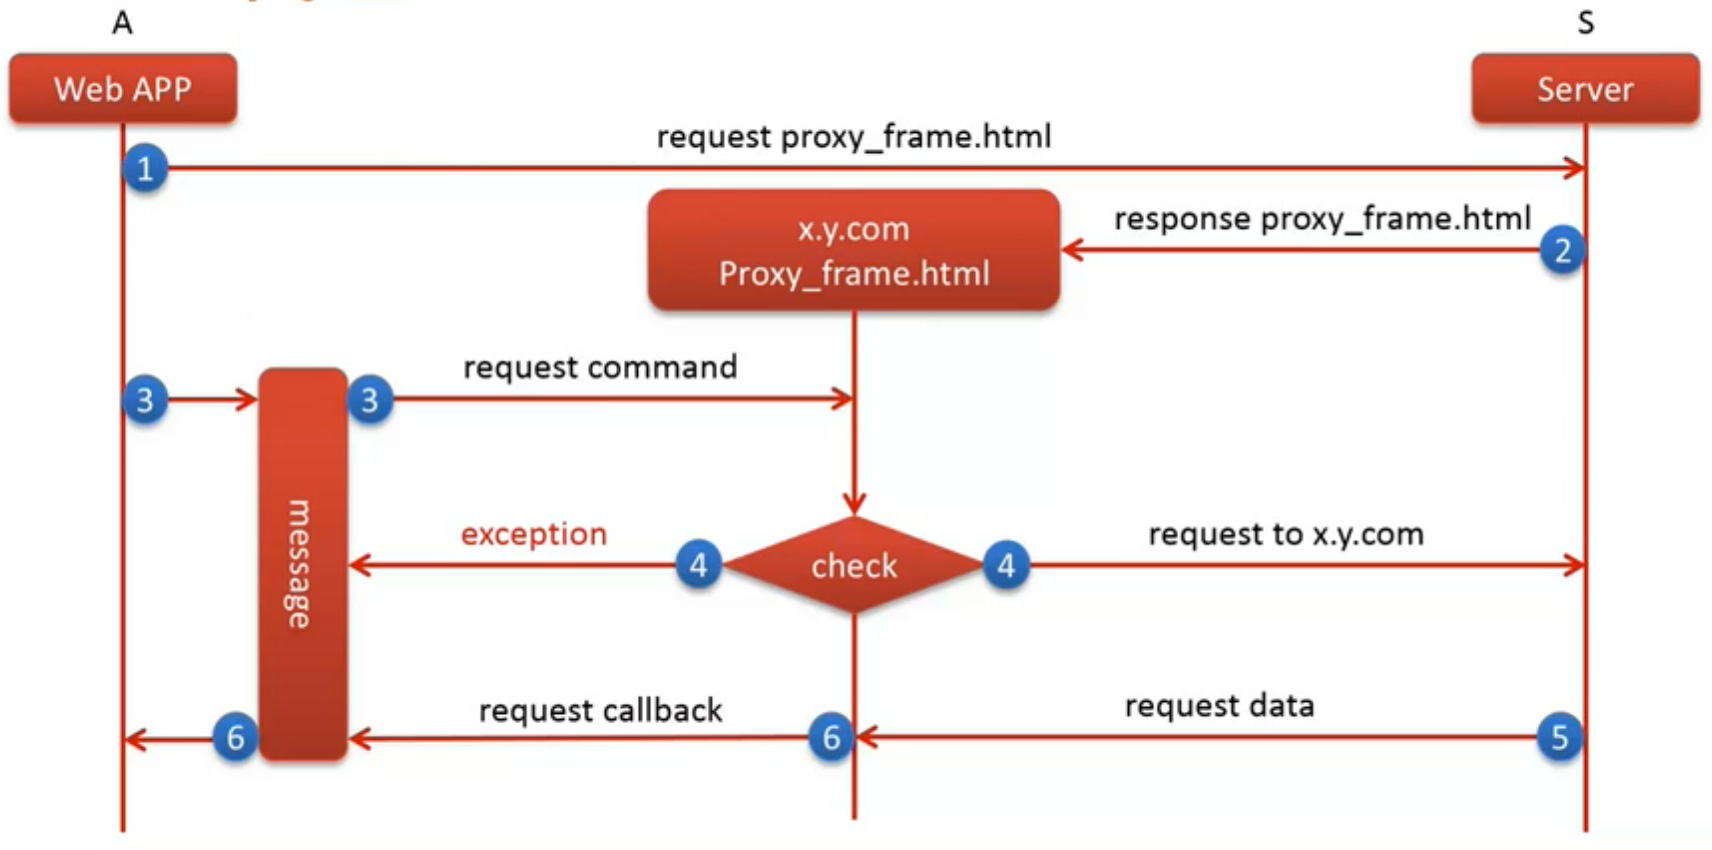 A
S
Web APP
Server
request proxy_frame.html
1
x.y.com
Proxy_frame.html
response proxy_frame.html
2
3
3
request command
message
exception
4
check
4
request to x.y.com
6
request callback
6
request data
5